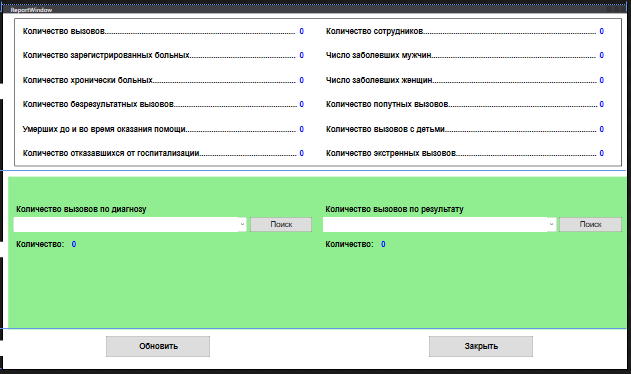 ReportWindow
Количество вызовов 0 Количество сотрудников 0
Количество зарегистрированных больных 0 Число заболевших мужчин 0
Количество хронически больных 0 Число заболевших женщин 0
Количество безрезультатных вызовов 0 Количество попутных вызовов 0
Умерших до и во время оказания помощи 0 Количество вызовов с детьми 0
Количество отказавшихся от госпитализации 0 Количество экстренных вызовов 0
Количество вызовов по диагнозу Количество вызовов по результату
Поиск Поиск
Количество: 0 Количество: 0
Обновить Закрыть